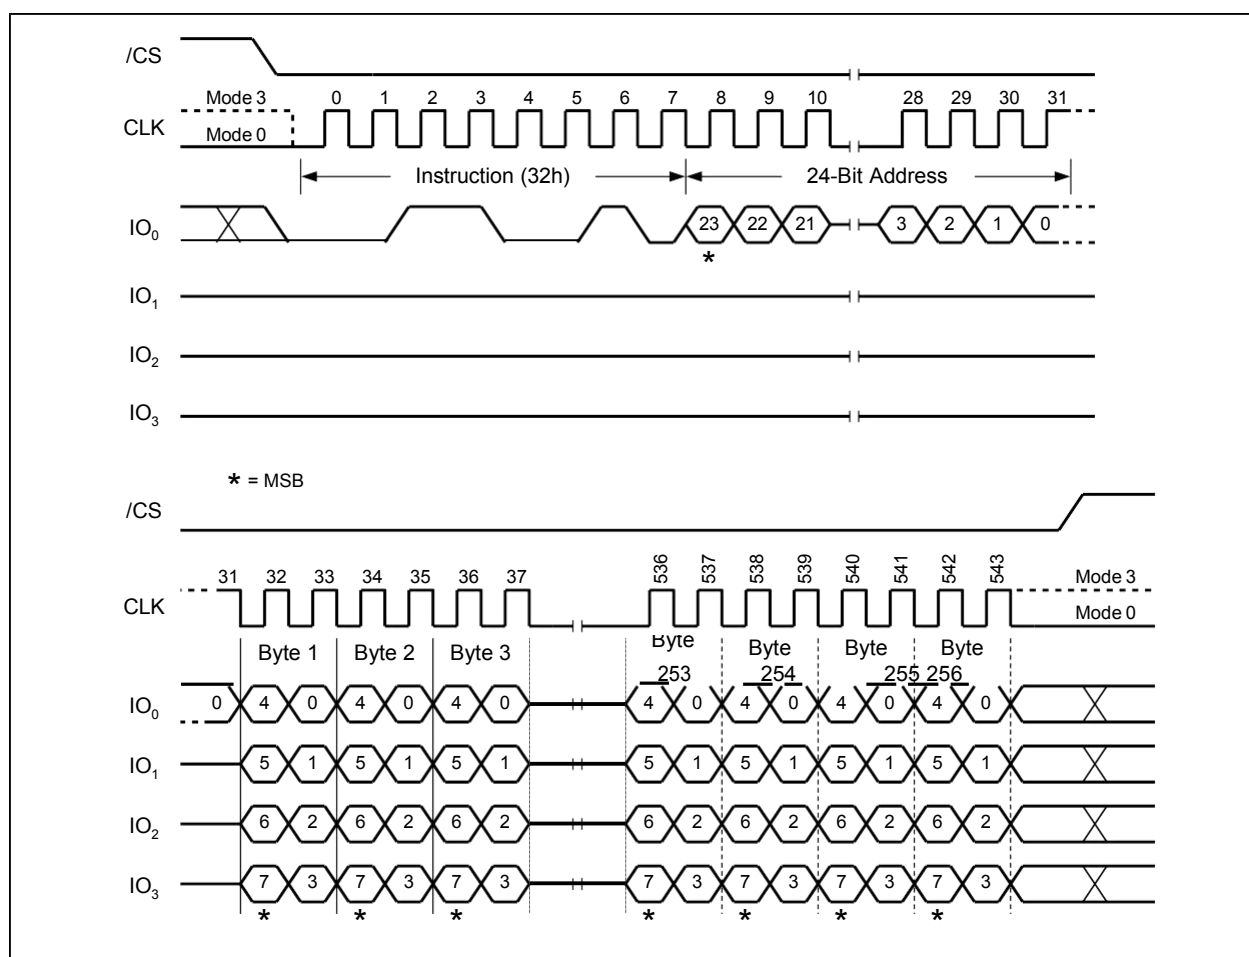 /CS
Mode 3 0 1 2 3 4 5 6 7 8 9 10 28 29 30 31
CLK
Mode 0
Instruction (32h) 24-Bit Address
IO0 23 22 21 3 2 1 0
*
IO1
IO2
IO3
* = MSB
/CS
31 32 33 34 35 36 37 536 537 538 539 540 541 542 543 Mode 3
CLK Mode 0
Byte 1 Byte 2 Byte 3 Byte Byte Byte Byte
253 254 255 256
IO0 0 4 0 4 0 4 0 4 0 4 0 4 0 4 0
IO1 5 1 5 1 5 1 5 1 5 1 5 1 5 1
IO2 6 2 6 2 6 2 6 2 6 2 6 2 6 2
IO3 7 3 7 3 7 3 7 3 7 3 7 3 7 3
* * * * * * *